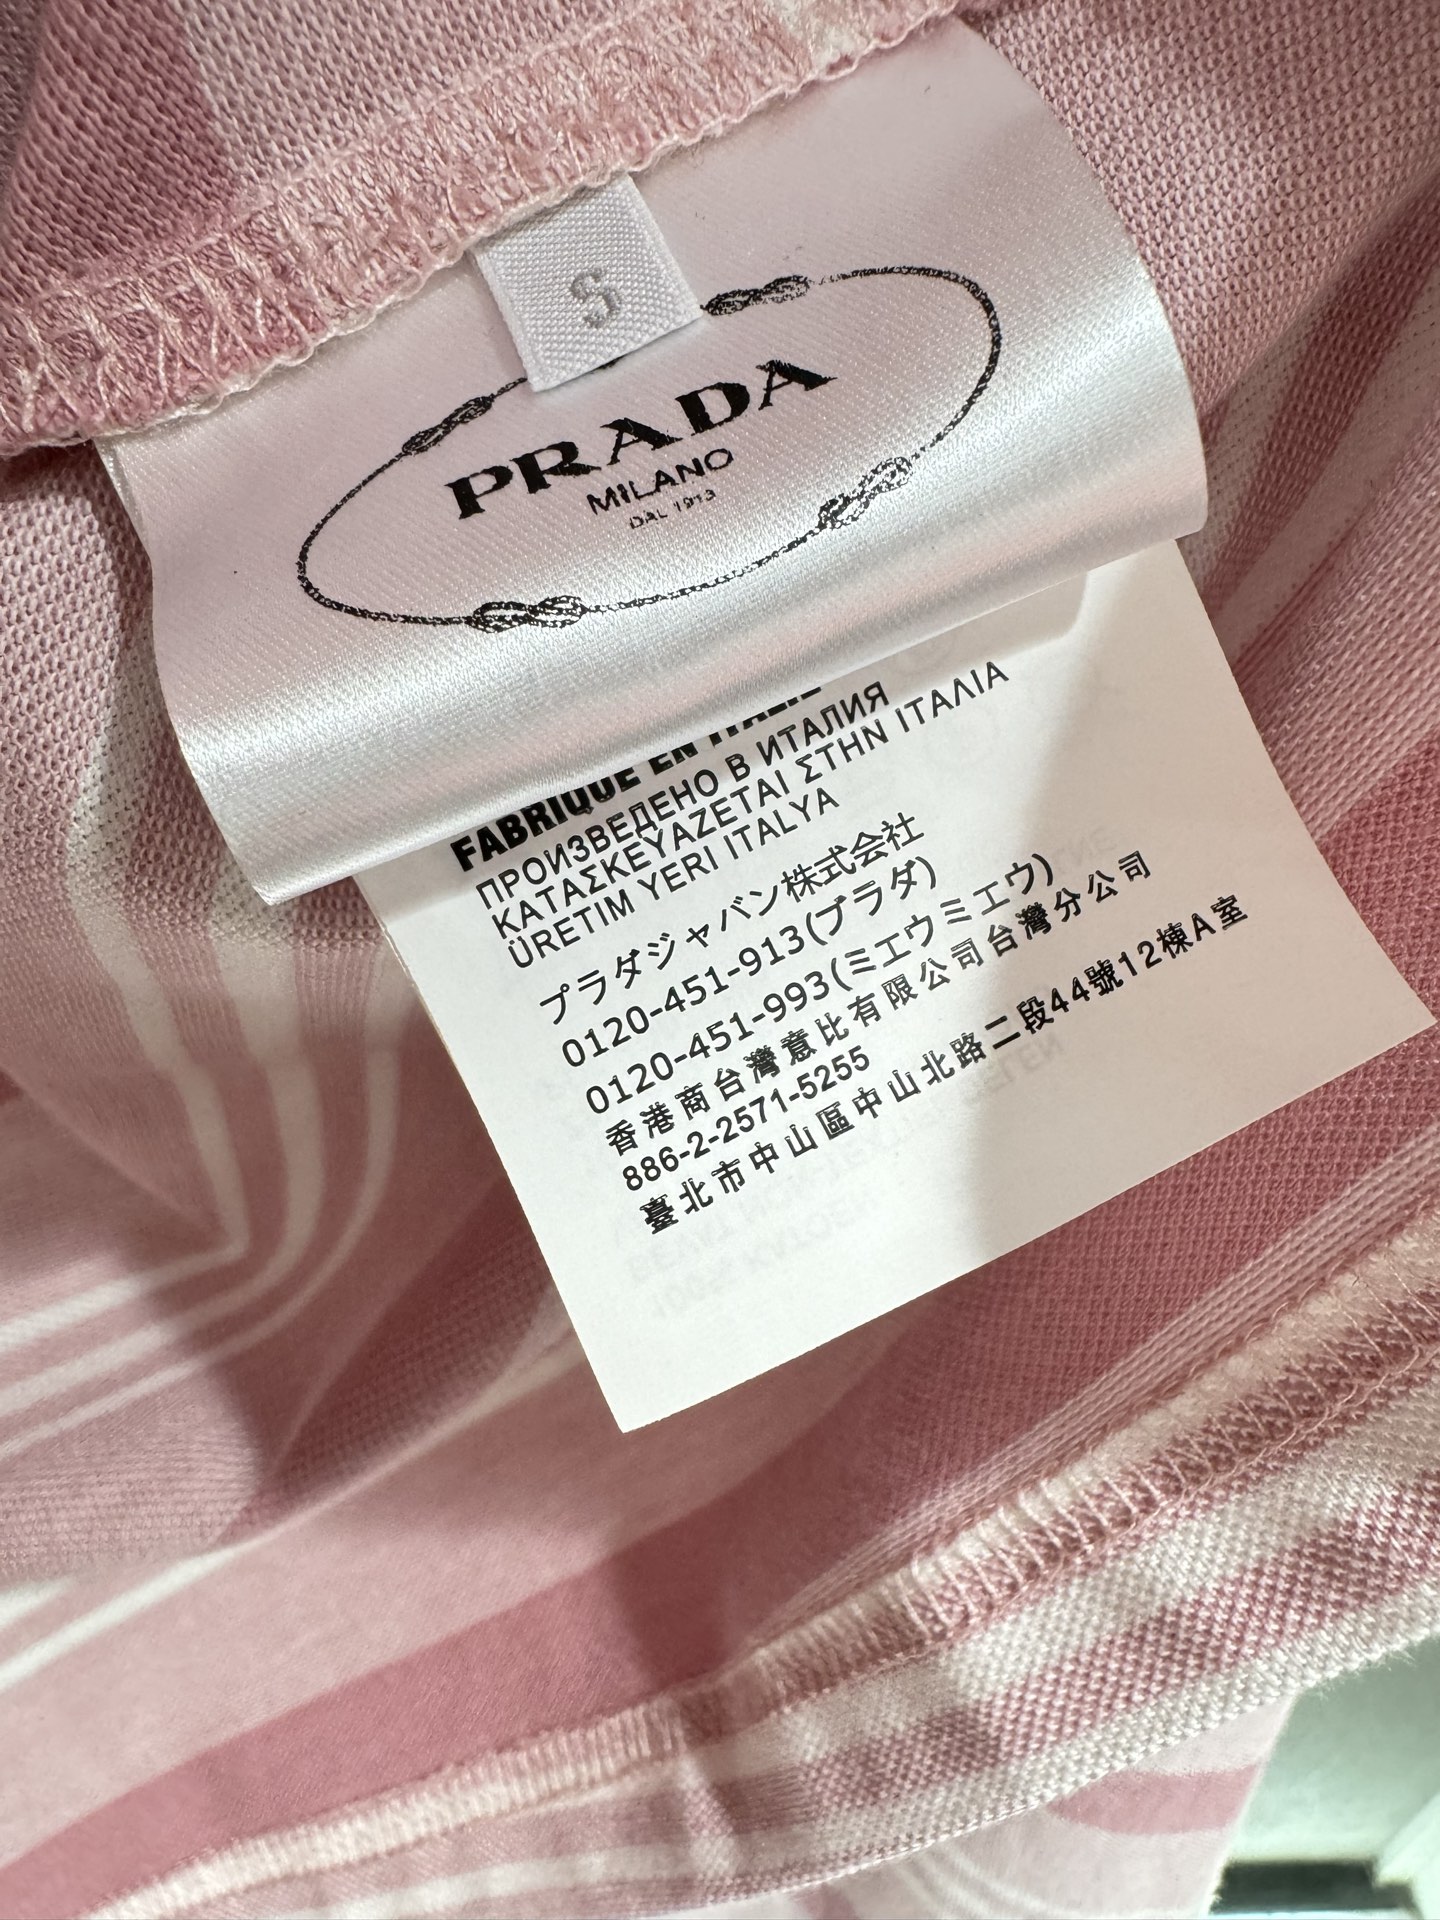 S
PRADA
MILANO
DAL 1913
FABRIQUE EN ITALIE
ПРОИЗВЕДЕНО В ИТАЛИЯ
ΚΑΤΑΣΚΕΥΑΖΕΤΑΙ ΣΤΗΝ ΙΤΑΛΙΑ
ÜRETIM YERI ITALYA
プラダジャパン株式会社
0120-451-913(プラダ)
0120-451-993(ミエウミエウ)
香港商台灣意比有限公司台灣分公司
886-2-2571-5255
臺北市中山區中山北路二段44號12棟A室